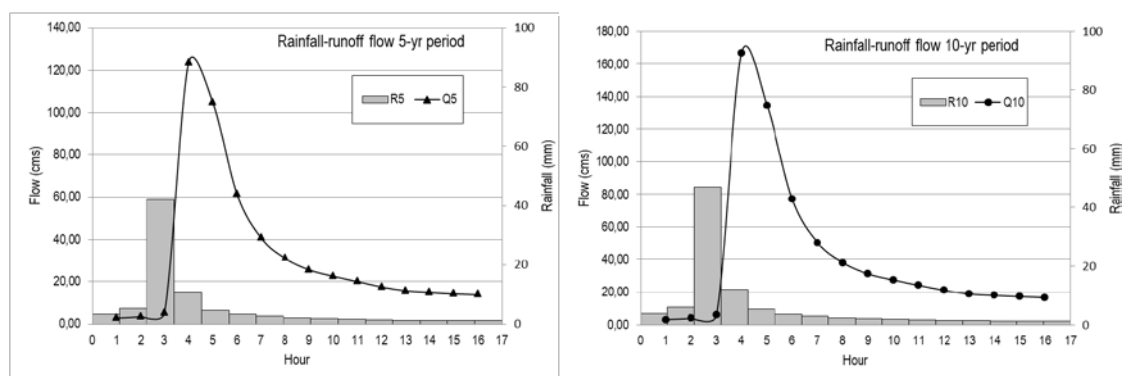 Rainfall-runoff flow 5-yr period
R5
Q5
Flow (cms)
140,00
120,00
100,00
80,00
60,00
40,00
20,00
0,00
Rainfall (mm)
100
80
60
40
20
0
0 1 2 3 4 5 6 7 8 9 10 11 12 13 14 15 16 17
Hour
Rainfall-runoff flow 10-yr period
R10
Q10
Flow (cms)
180,00
160,00
140,00
120,00
100,00
80,00
60,00
40,00
20,00
0,00
Rainfall (mm)
100
80
60
40
20
0
0 1 2 3 4 5 6 7 8 9 10 11 12 13 14 15 16 17
Hour